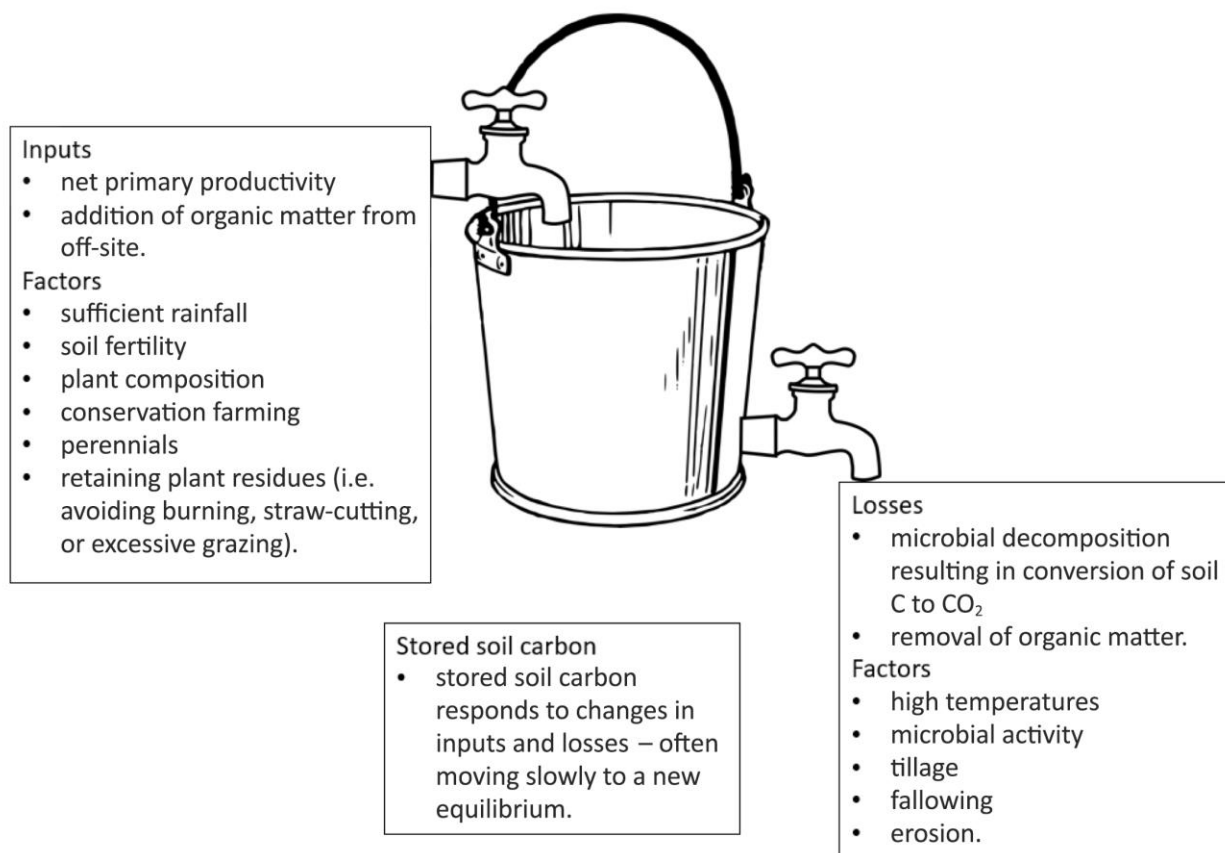 Inputs
• net primary productivity
• addition of organic matter from
off-site.
Factors
• sufficient rainfall
• soil fertility
• plant composition
• conservation farming
• perennials
• retaining plant residues (i.e.
avoiding burning, straw-cutting,
or excessive grazing).
Stored soil carbon
• stored soil carbon
responds to changes in
inputs and losses – often
moving slowly to a new
equilibrium.
Losses
• microbial decomposition
resulting in conversion of soil
C to CO₂
• removal of organic matter.
Factors
• high temperatures
• microbial activity
• tillage
• fallowing
• erosion.